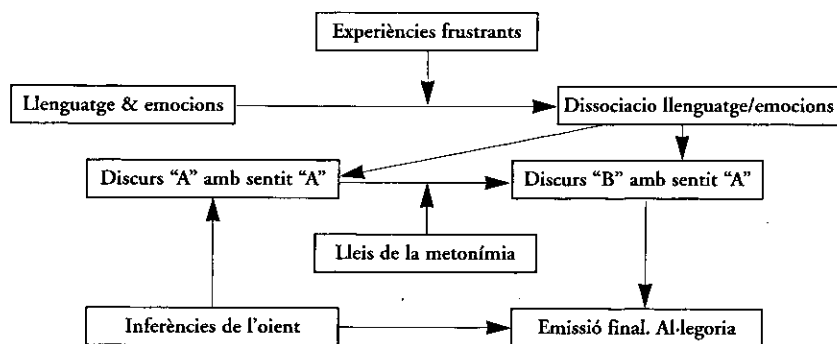 Experiències frustrants
Llenguatge & emocions
Dissociacio llenguatge/emocions
Discurs “A” amb sentit “A”
Discurs “B” amb sentit “A”
Lleis de la metonímia
Inferències de l’oient
Emissió final. Al·legoria